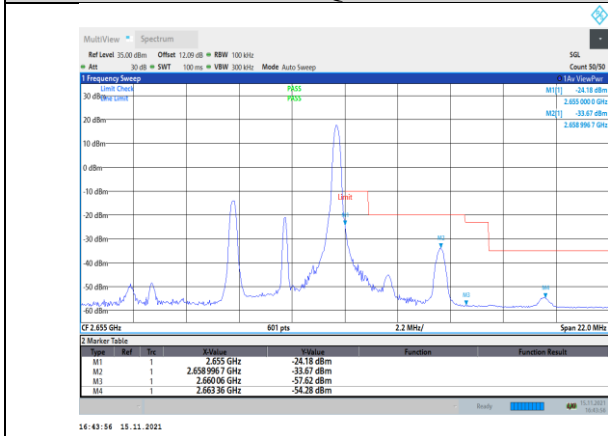 MultiView Spectrum
Ref Level 35.00 dBm Offset 12.09 dB RBW 100 kHz SGL
Att 30 dB SWT 100 ms VBW 300 kHz Mode Auto Sweep Count 50/50
1 Frequency Sweep 1Av ViewPwr
Limit Check PASS M1[1] -24.18 dBm
30 dBm Line Limit PASS 2.655 000 0 GHz
M2[1] -33.67 dBm
20 dBm 2.658 996 7 GHz
10 dBm
0 dBm
-10 dBm
Limit
-20 dBm
M1
-30 dBm
M2
-40 dBm
-50 dBm
M3 M4
-60 dBm
CF 2.655 GHz 601 pts 2.2 MHz/ Span 22.0 MHz
2 Marker Table
Type Ref Trc X-Value Y-Value Function Function Result
M1 1 2.655 GHz -24.18 dBm
M2 1 2.658 996 7 GHz -33.67 dBm
M3 1 2.660 06 GHz -57.62 dBm
M4 1 2.663 36 GHz -54.28 dBm
Ready 15.11.2021
16:43:56
16:43:56 15.11.2021